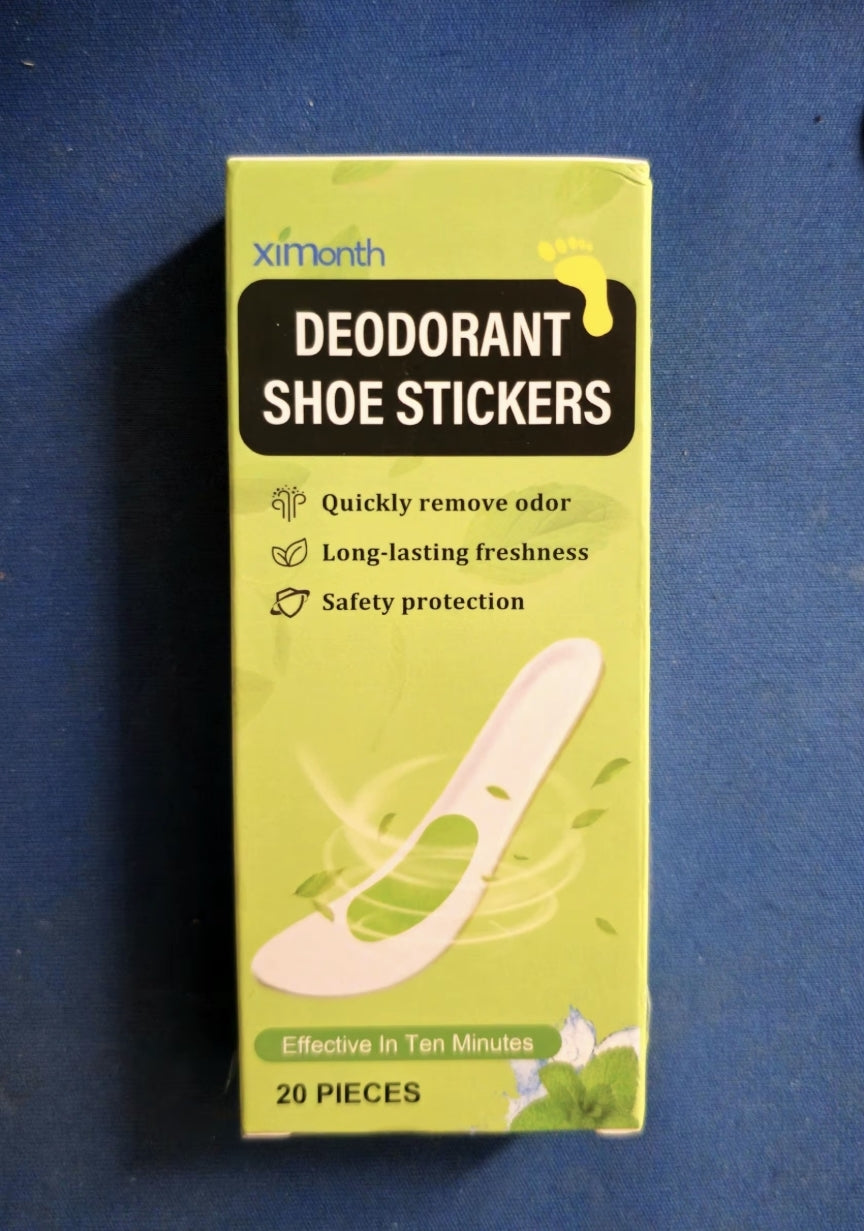 ximonth
DEODORANT
SHOE STICKERS
Quickly remove odor
Long-lasting freshness
Safety protection
Effective In Ten Minutes
20 PIECES